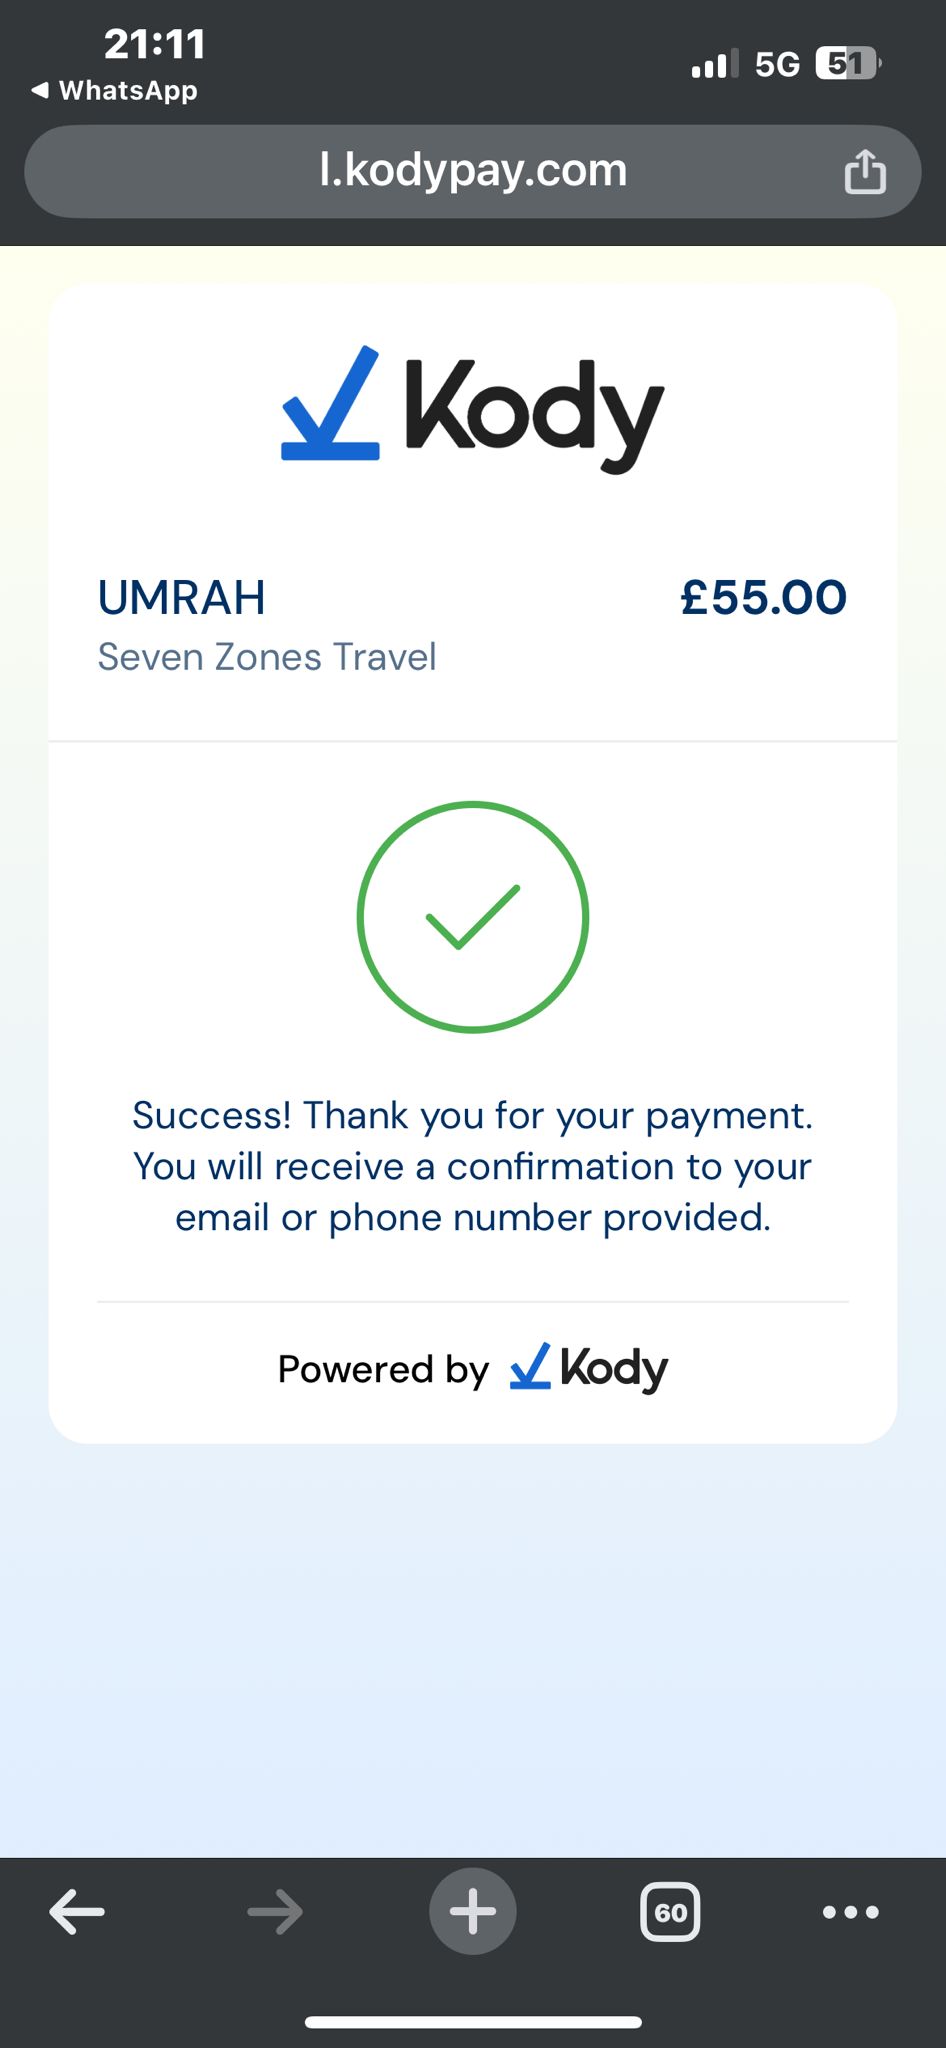 21:11
5G
51
WhatsApp
l.kodypay.com
Kody
UMRAH
£55.00
Seven Zones Travel
Success! Thank you for your payment.
You will receive a confirmation to your
email or phone number provided.
Powered by Kody
60